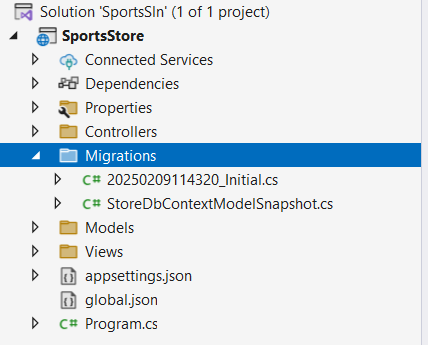 Solution 'SportsSln' (1 of 1 project)
SportsStore
Connected Services
Dependencies
Properties
Controllers
Migrations
C# 20250209114320_Initial.cs
C# StoreDbContextModelSnapshot.cs
Models
Views
appsettings.json
global.json
C# Program.cs